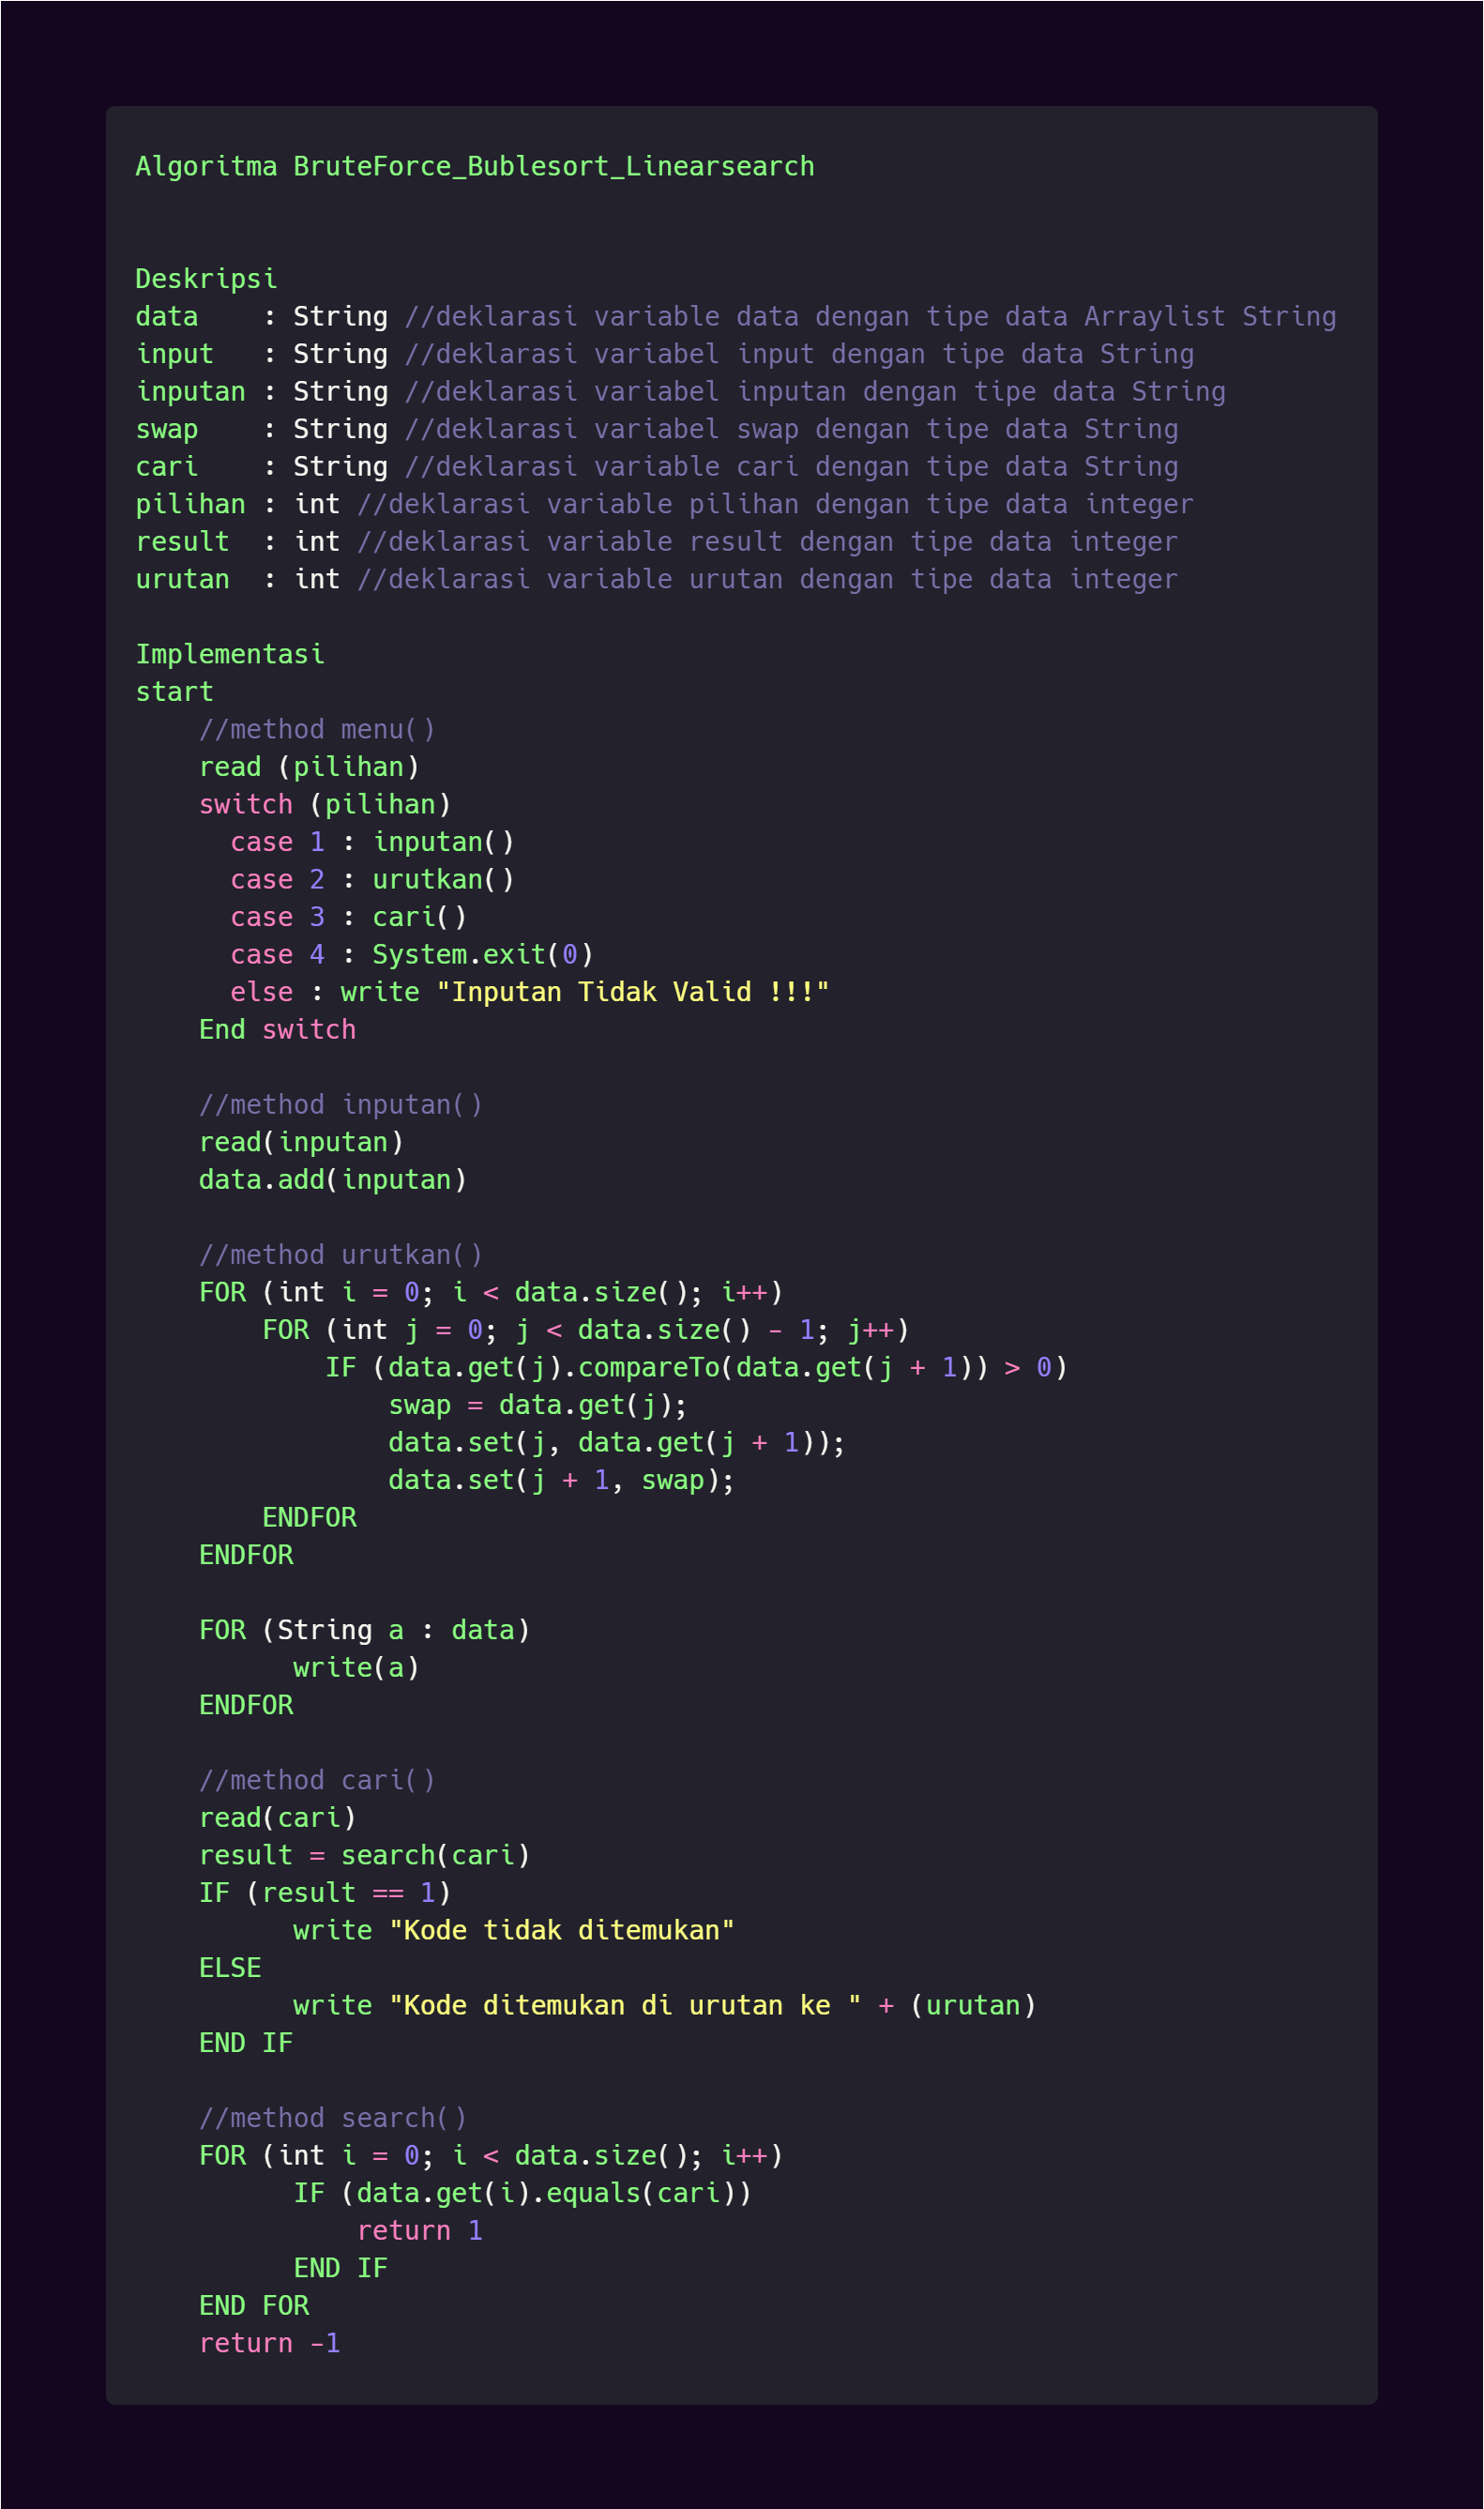 Algoritma BruteForce_Bublesort_Linearsearch
Deskripsi
data    : String //deklarasi variable data dengan tipe data Arraylist String
input   : String //deklarasi variabel input dengan tipe data String
inputan : String //deklarasi variabel inputan dengan tipe data String
swap    : String //deklarasi variabel swap dengan tipe data String
cari    : String //deklarasi variable cari dengan tipe data String
pilihan : int //deklarasi variable pilihan dengan tipe data integer
result  : int //deklarasi variable result dengan tipe data integer
urutan  : int //deklarasi variable urutan dengan tipe data integer
Implementasi
start
    //method menu()
    read (pilihan)
    switch (pilihan)
      case 1 : inputan()
      case 2 : urutkan()
      case 3 : cari()
      case 4 : System.exit(0)
      else : write "Inputan Tidak Valid !!!"
    End switch
    //method inputan()
    read(inputan)
    data.add(inputan)
    //method urutkan()
    FOR (int i = 0; i < data.size(); i++)
        FOR (int j = 0; j < data.size() - 1; j++)
            IF (data.get(j).compareTo(data.get(j + 1)) > 0)
                swap = data.get(j);
                data.set(j, data.get(j + 1));
                data.set(j + 1, swap);
        ENDFOR
    ENDFOR
    FOR (String a : data)
          write(a)
    ENDFOR
    //method cari()
    read(cari)
    result = search(cari)
    IF (result == 1)
          write "Kode tidak ditemukan"
    ELSE
          write "Kode ditemukan di urutan ke " + (urutan)
    END IF
    //method search()
    FOR (int i = 0; i < data.size(); i++)
          IF (data.get(i).equals(cari))
              return 1
          END IF
    END FOR
    return -1